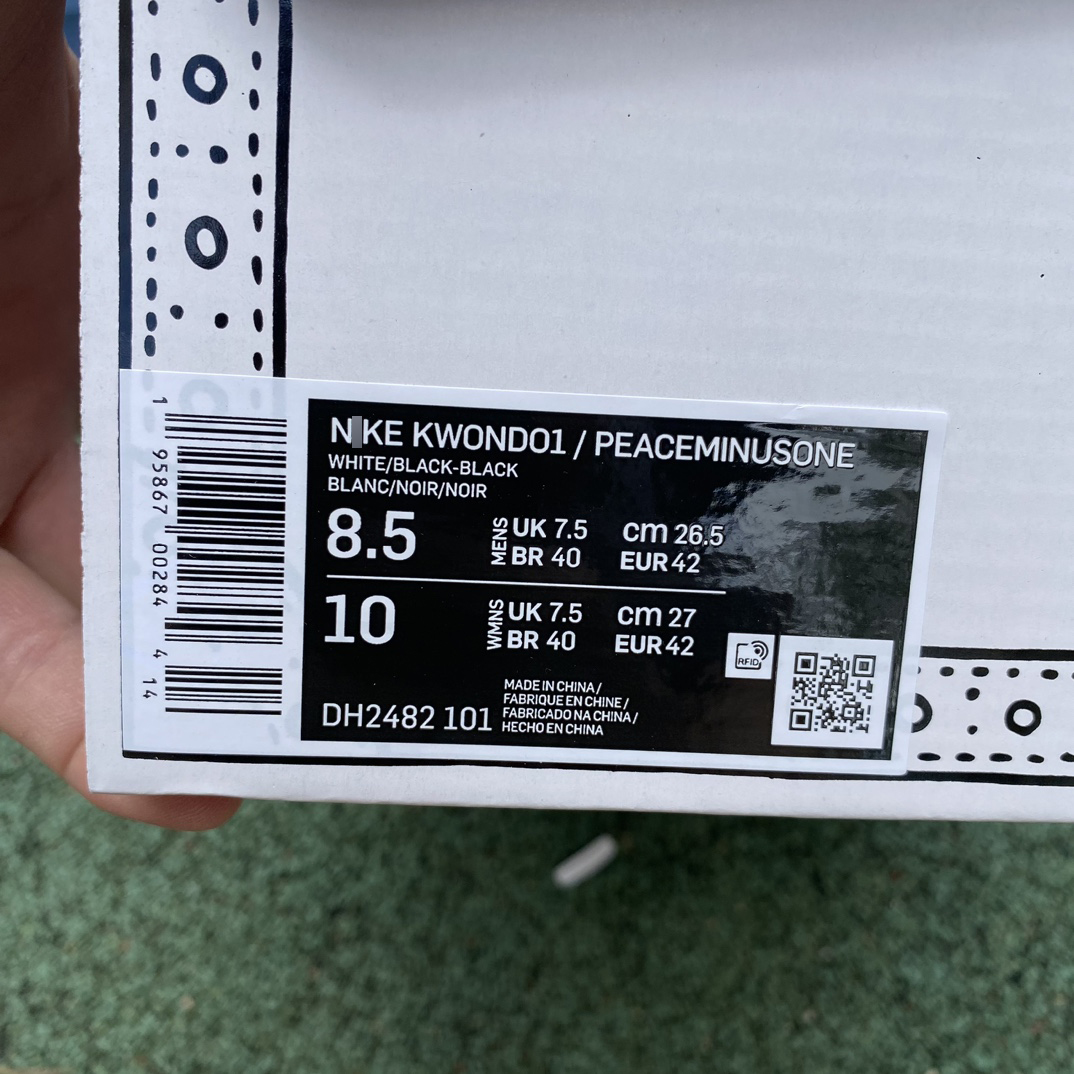 NIKE KWONDO1 / PEACEMINUSONE
WHITE/BLACK-BLACK
BLANC/NOIR/NOIR
8.5
MENS
UK 7.5 cm 26.5
BR 40 EUR 42
10
WMNS
UK 7.5 cm 27
BR 40 EUR 42
RFID
DH2482 101
MADE IN CHINA /
FABRIQUE EN CHINE /
FABRICADO NA CHINA /
HECHO EN CHINA
1 95867 00284 4 14